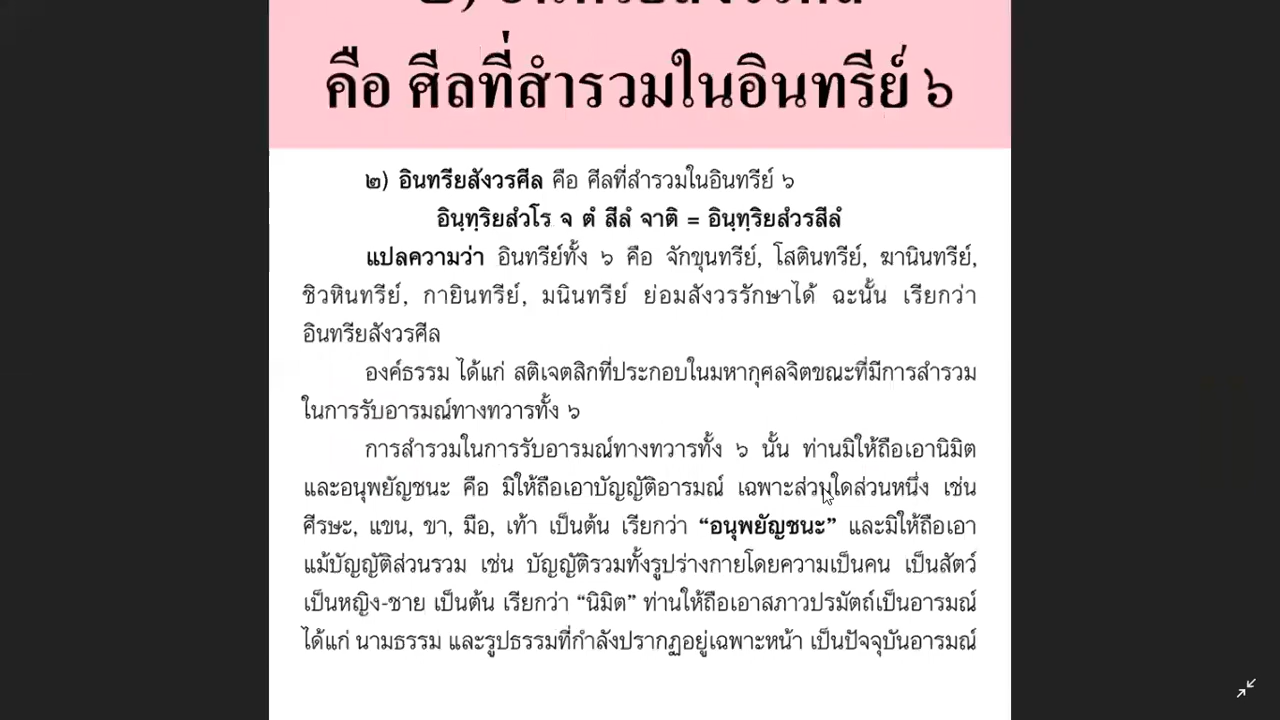 คือ ศีลที่สำรวมในอินทรีย์ ๖
๒) อินทรียสังวรศีล คือ ศีลที่สำรวมในอินทรีย์ ๖
อินฺทฺริยสํวโร จ ตํ สีลํ จาติ = อินฺทฺริยสํวรสีลํ
แปลความว่า อินทรีย์ทั้ง ๖ คือ จักขุนทรีย์, โสตินทรีย์, ฆานินทรีย์,
ชิวหินทรีย์, กายินทรีย์, มนินทรีย์ ย่อมสังวรรักษาได้ ฉะนั้น เรียกว่า
อินทรียสังวรศีล
องค์ธรรม ได้แก่ สติเจตสิกที่ประกอบในมหากุศลจิตขณะที่มีการสำรวม
ในการรับอารมณ์ทางทวารทั้ง ๖
การสำรวมในการรับอารมณ์ทางทวารทั้ง ๖ นั้น ท่านมิให้ถือเอานิมิต
และอนุพยัญชนะ คือ มิให้ถือเอาบัญญัติอารมณ์ เฉพาะส่วนใดส่วนหนึ่ง เช่น
ศีรษะ, แขน, ขา, มือ, เท้า เป็นต้น เรียกว่า “อนุพยัญชนะ” และมิให้ถือเอา
แม้บัญญัติส่วนรวม เช่น บัญญัติรวมทั้งรูปร่างกายโดยความเป็นคน เป็นสัตว์
เป็นหญิง-ชาย เป็นต้น เรียกว่า “นิมิต” ท่านให้ถือเอาสภาวปรมัตถ์เป็นอารมณ์
ได้แก่ นามธรรม และรูปธรรมที่กำลังปรากฏอยู่เฉพาะหน้า เป็นปัจจุบันอารมณ์